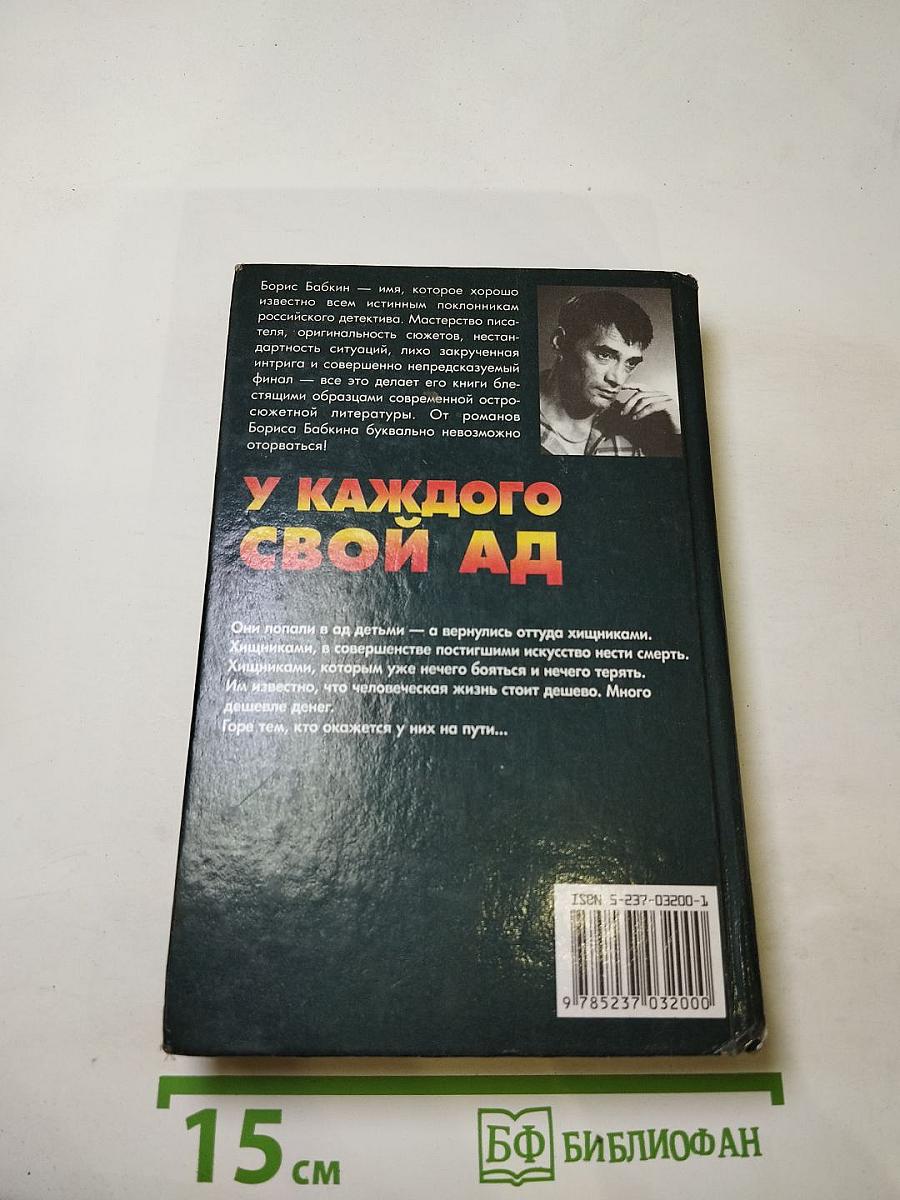 Борис Бабкин — имя, которое хорошо
известно всем истинным поклонникам
российского детектива. Мастерство писа-
теля, оригинальность сюжетов, нестан-
дартность ситуаций, лихо закрученная
интрига и совершенно непредсказуемый
финал — все это делает его книги бле-
стящими образцами современной остро-
сюжетной литературы. От романов
Бориса Бабкина буквально невозможно
оторваться!
У КАЖДОГО
СВОЙ АД
Они попали в ад детьми — а вернулись оттуда хищниками.
Хищниками, в совершенстве постигшими искусство нести смерть.
Хищниками, которым уже нечего бояться и нечего терять.
Им известно, что человеческая жизнь стоит дешево. Много
дешевле денег.
Горе тем, кто окажется у них на пути...
ISBN 5-237-03200-1
9 785237 032000
15 см
БФ БИБЛИОФАН